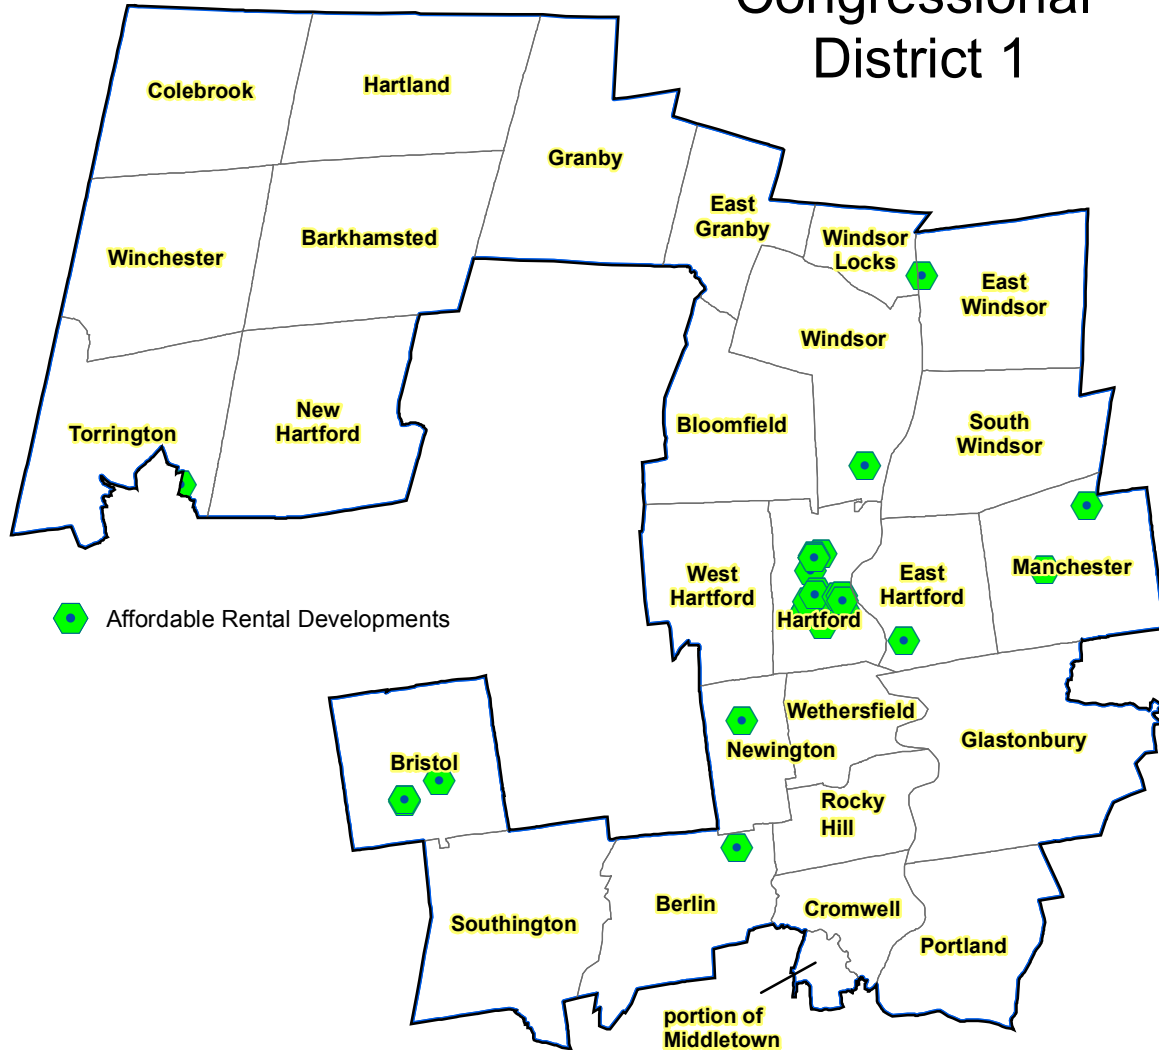 Congressional
District 1
Colebrook
Hartland
Granby
East
Granby
Windsor
Locks
East
Windsor
Winchester
Barkhamsted
Windsor
Torrington
New
Hartford
Bloomfield
South
Windsor
West
Hartford
Hartford
East
Hartford
Manchester
Affordable Rental Developments
Wethersfield
Newington
Glastonbury
Bristol
Rocky
Hill
Southington
Berlin
Cromwell
Portland
portion of
Middletown